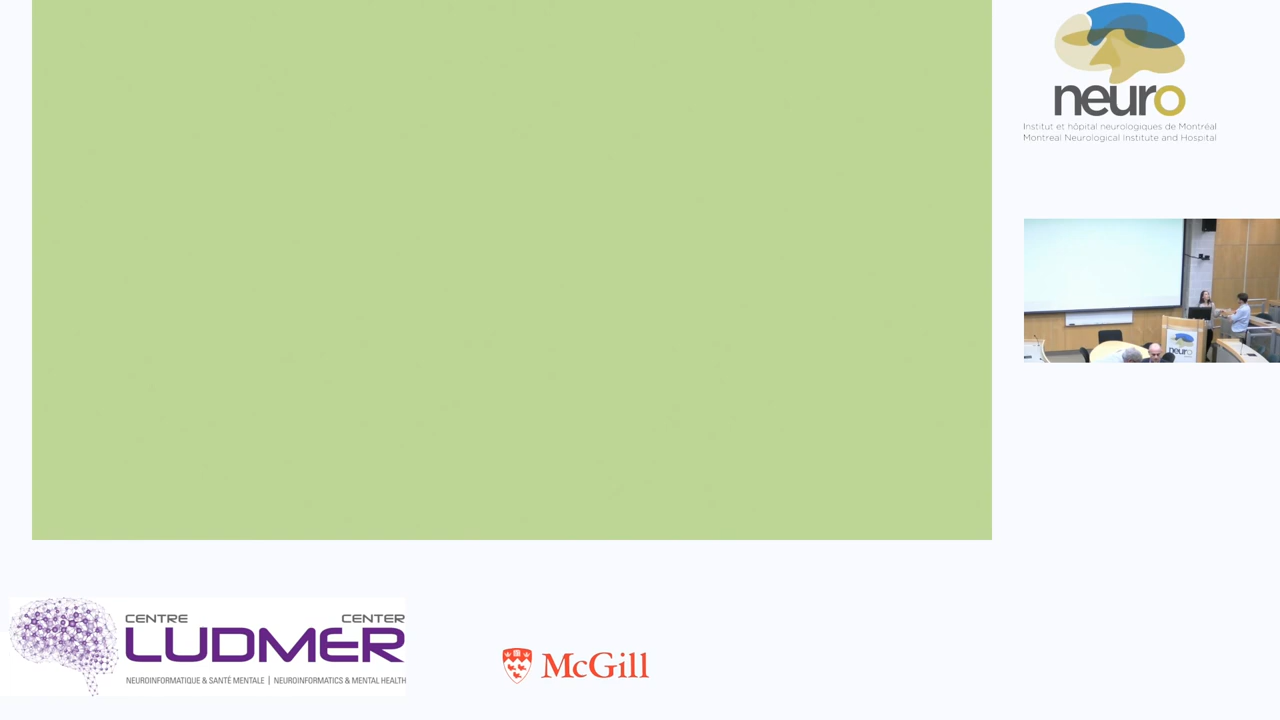 neuro
Institut et hôpital neurologiques de Montréal
Montreal Neurological Institute and Hospital
neuro
CENTRE CENTER
LUDMER
NEUROINFORMATIQUE & SANTÉ MENTALE | NEUROINFORMATICS & MENTAL HEALTH
McGill